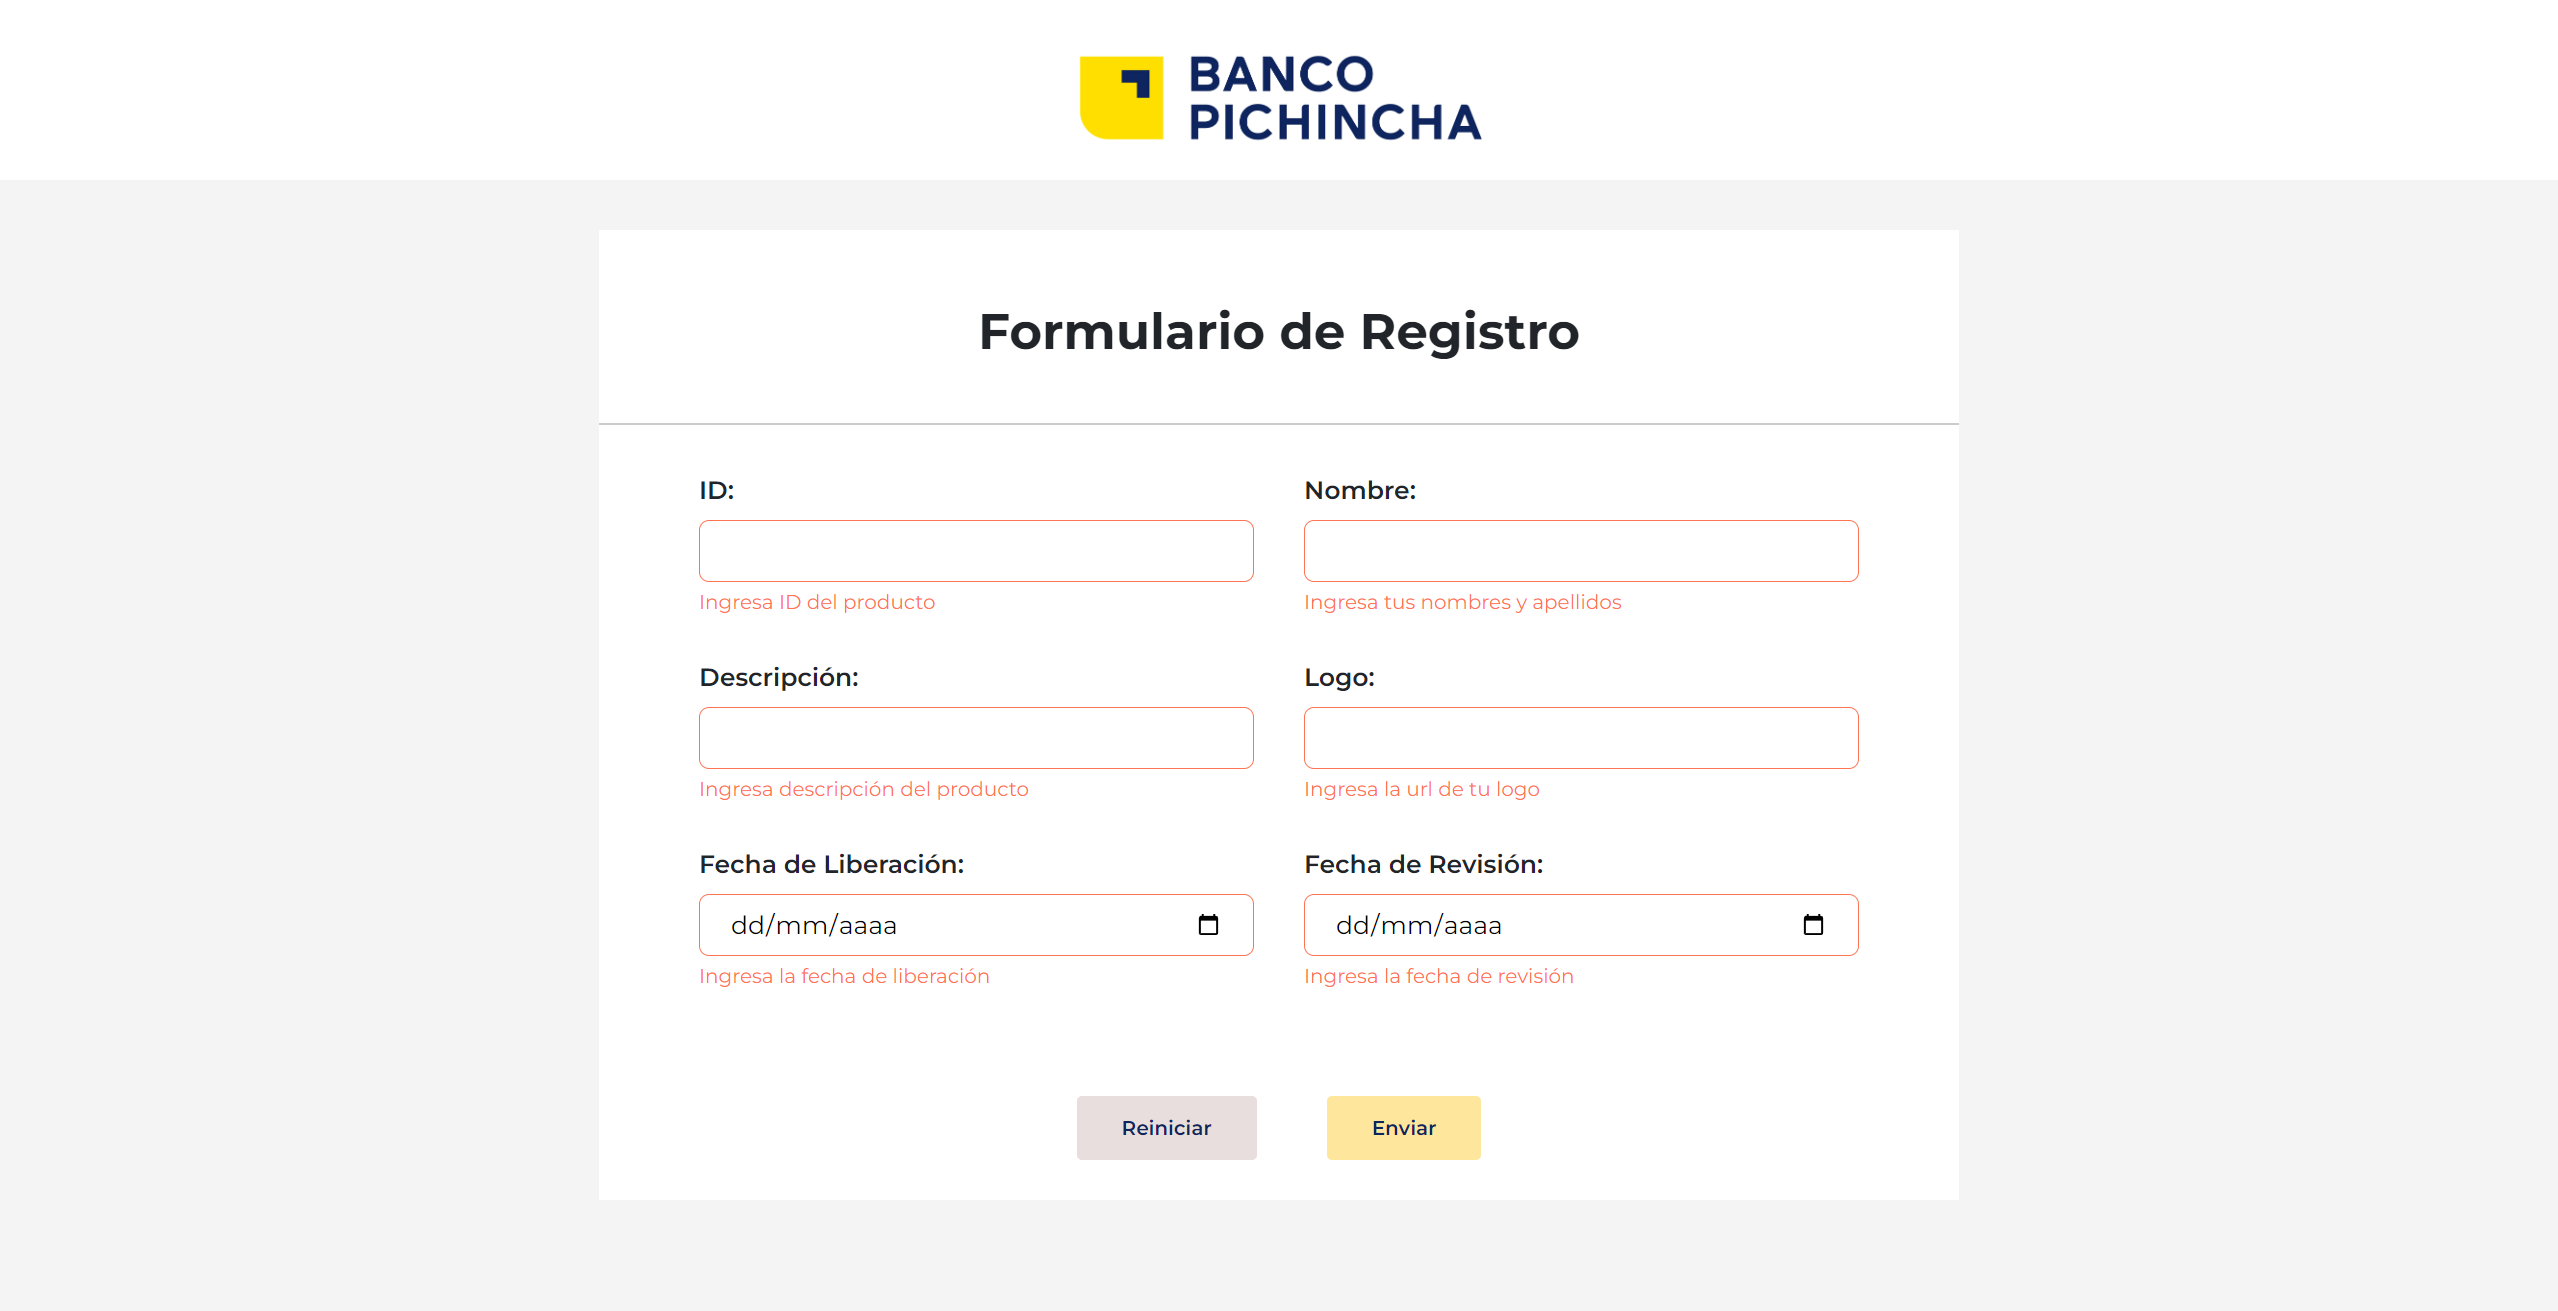 BANCO
PICHINCHA
Formulario de Registro
ID:
Nombre:
Ingresa ID del producto
Ingresa tus nombres y apellidos
Descripción:
Logo:
Ingresa descripción del producto
Ingresa la url de tu logo
Fecha de Liberación:
Fecha de Revisión:
dd/mm/aaaa
dd/mm/aaaa
Ingresa la fecha de liberación
Ingresa la fecha de revisión
Reiniciar
Enviar